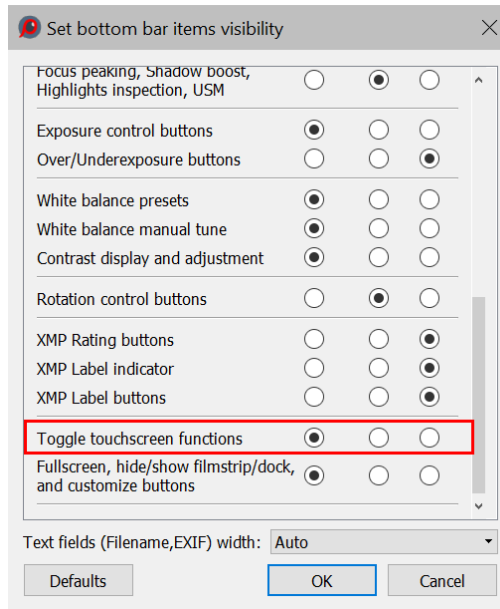 Set bottom bar items visibility
Focus peaking, Shadow boost,
Highlights inspection, USM
Exposure control buttons
Over/Underexposure buttons
White balance presets
White balance manual tune
Contrast display and adjustment
Rotation control buttons
XMP Rating buttons
XMP Label indicator
XMP Label buttons
Toggle touchscreen functions
Fullscreen, hide/show filmstrip/dock,
and customize buttons
Text fields (Filename,EXIF) width: Auto
Defaults OK Cancel